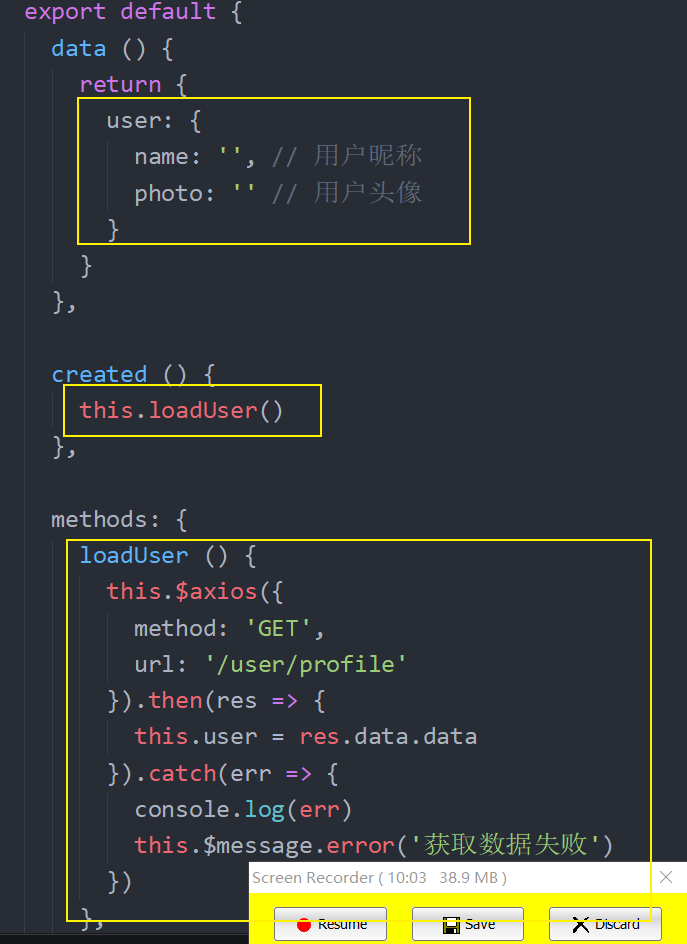 export default {
data () {
return {
user: {
name: '', // 用户昵称
photo: '' // 用户头像
}
}
},
created () {
this.loadUser()
},
methods: {
loadUser () {
this.$axios({
method: 'GET',
url: '/user/profile'
}).then(res => {
this.user = res.data.data
}).catch(err => {
console.log(err)
this.$message.error('获取数据失败')
})
},
Screen Recorder ( 10:03 38.9 MB )
Resume Save Discard